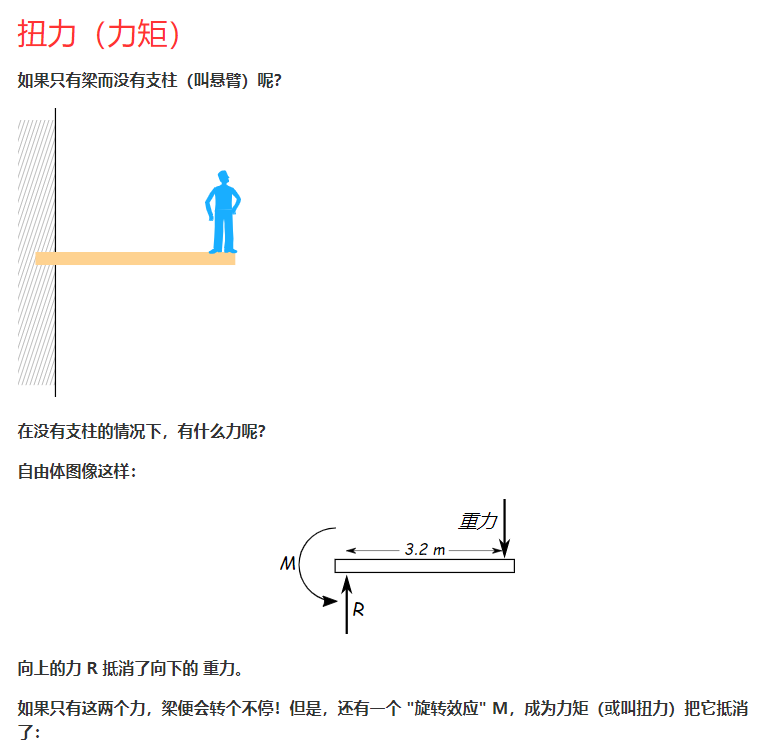 扭力（力矩）
如果只有梁而没有支柱（叫悬臂）呢？
在没有支柱的情况下，有什么力呢？
自由体图像这样：
重力
3.2 m
M
R
向上的力 R 抵消了向下的 重力。
如果只有这两个力，梁便会转个不停！但是，还有一个 "旋转效应" M，成为力矩（或叫扭力）把它抵消
了：